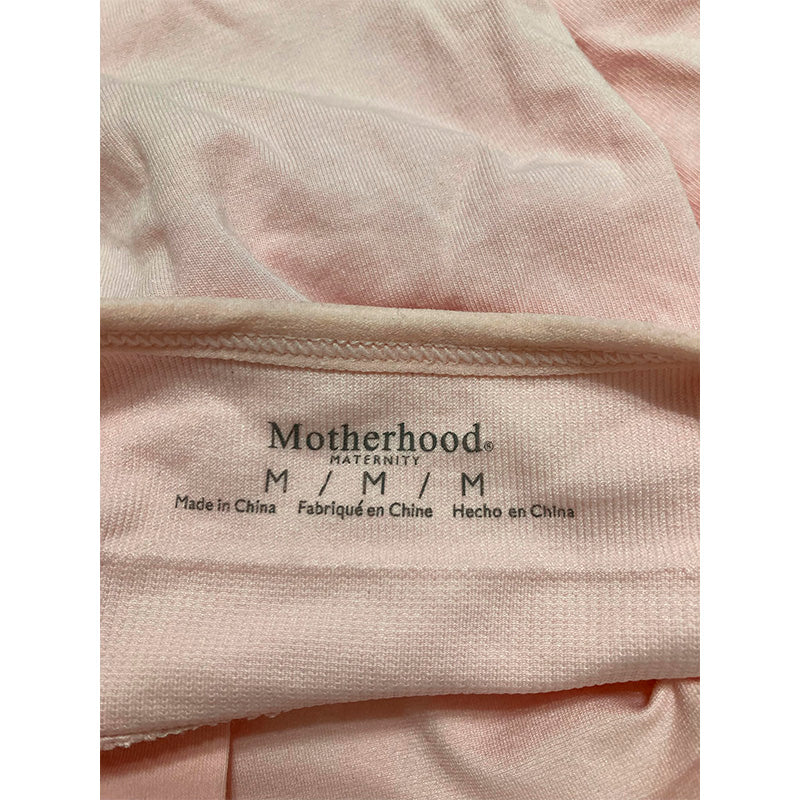 Motherhood®
MATERNITY
M / M / M
Made in China Fabriqué en Chine Hecho en China